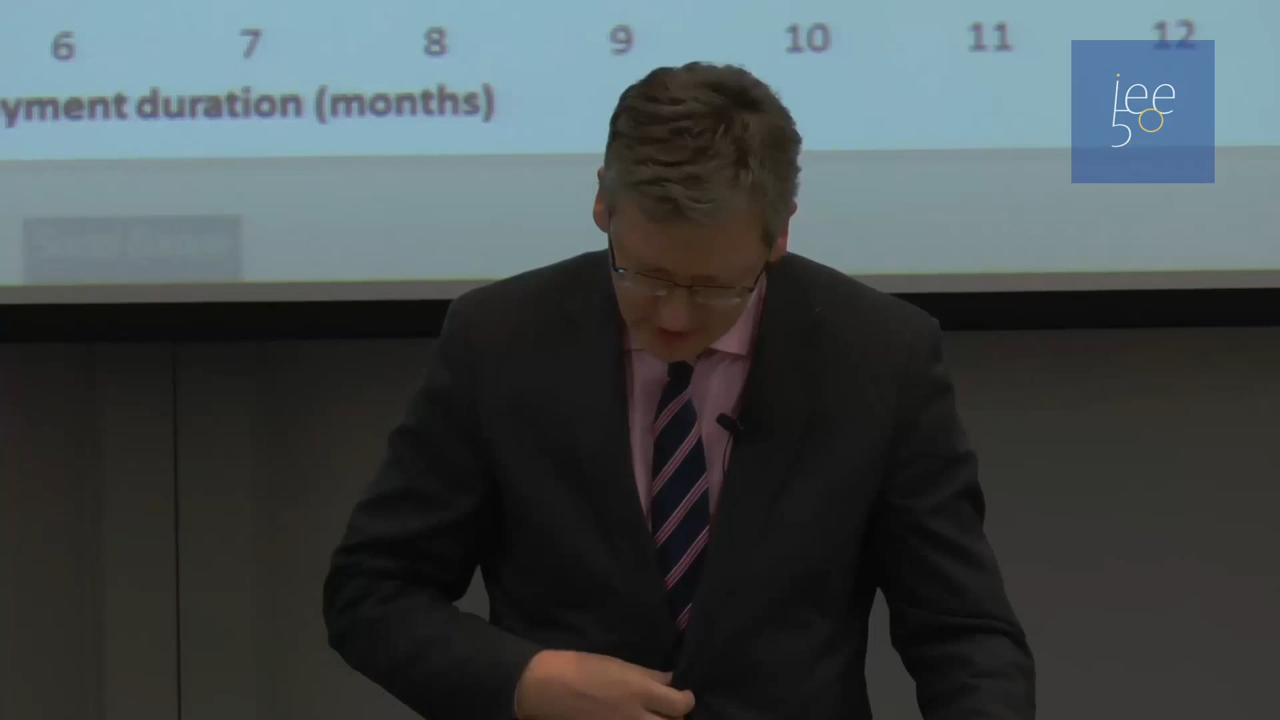 6 7 8 9 10 11 12
yment duration (months)
iee
50